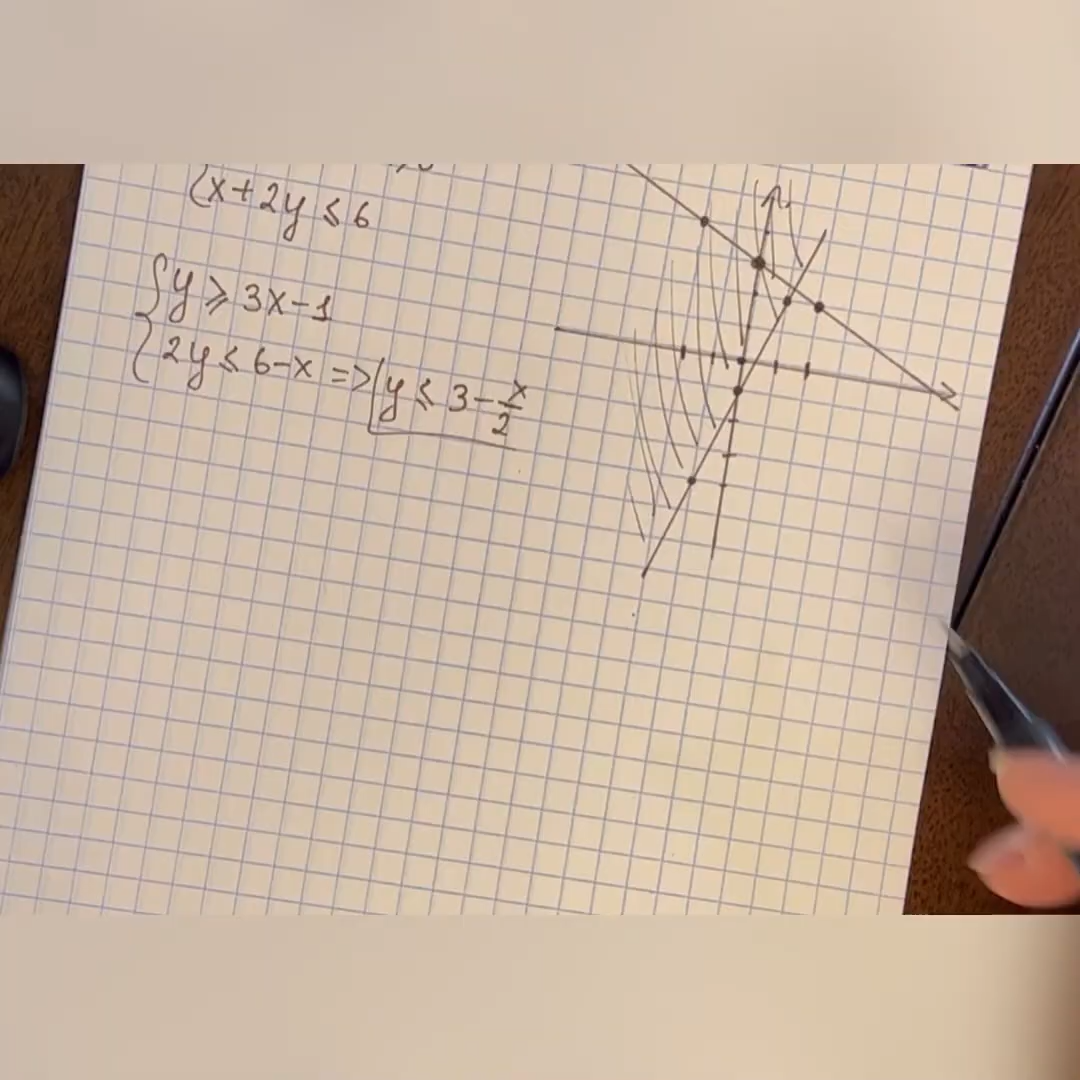 x+2y ≤ 6
y ⩾ 3x-1
2y ≤ 6-x => y ≤ 3-x/2